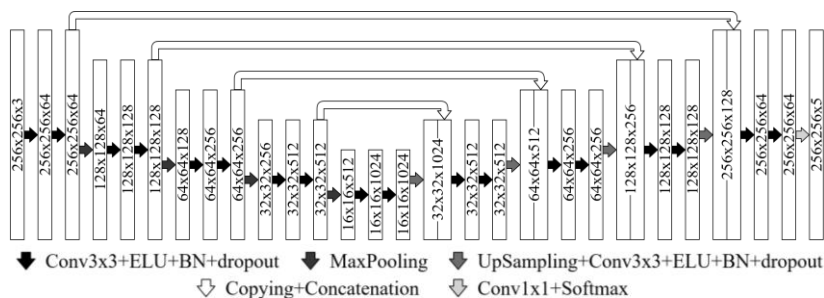 256x256x3
256x256x64
256x256x64
128x128x64
128x128x128
128x128x128
64x64x128
64x64x256
64x64x256
32x32x256
32x32x512
32x32x512
16x16x512
16x16x1024
16x16x1024
32x32x1024
32x32x512
32x32x512
64x64x512
64x64x256
64x64x256
128x128x256
128x128x128
128x128x128
256x256x128
256x256x64
256x256x64
256x256x5
Conv3x3+ELU+BN+dropout MaxPooling UpSampling+Conv3x3+ELU+BN+dropout
Copying+Concatenation Conv1x1+Softmax